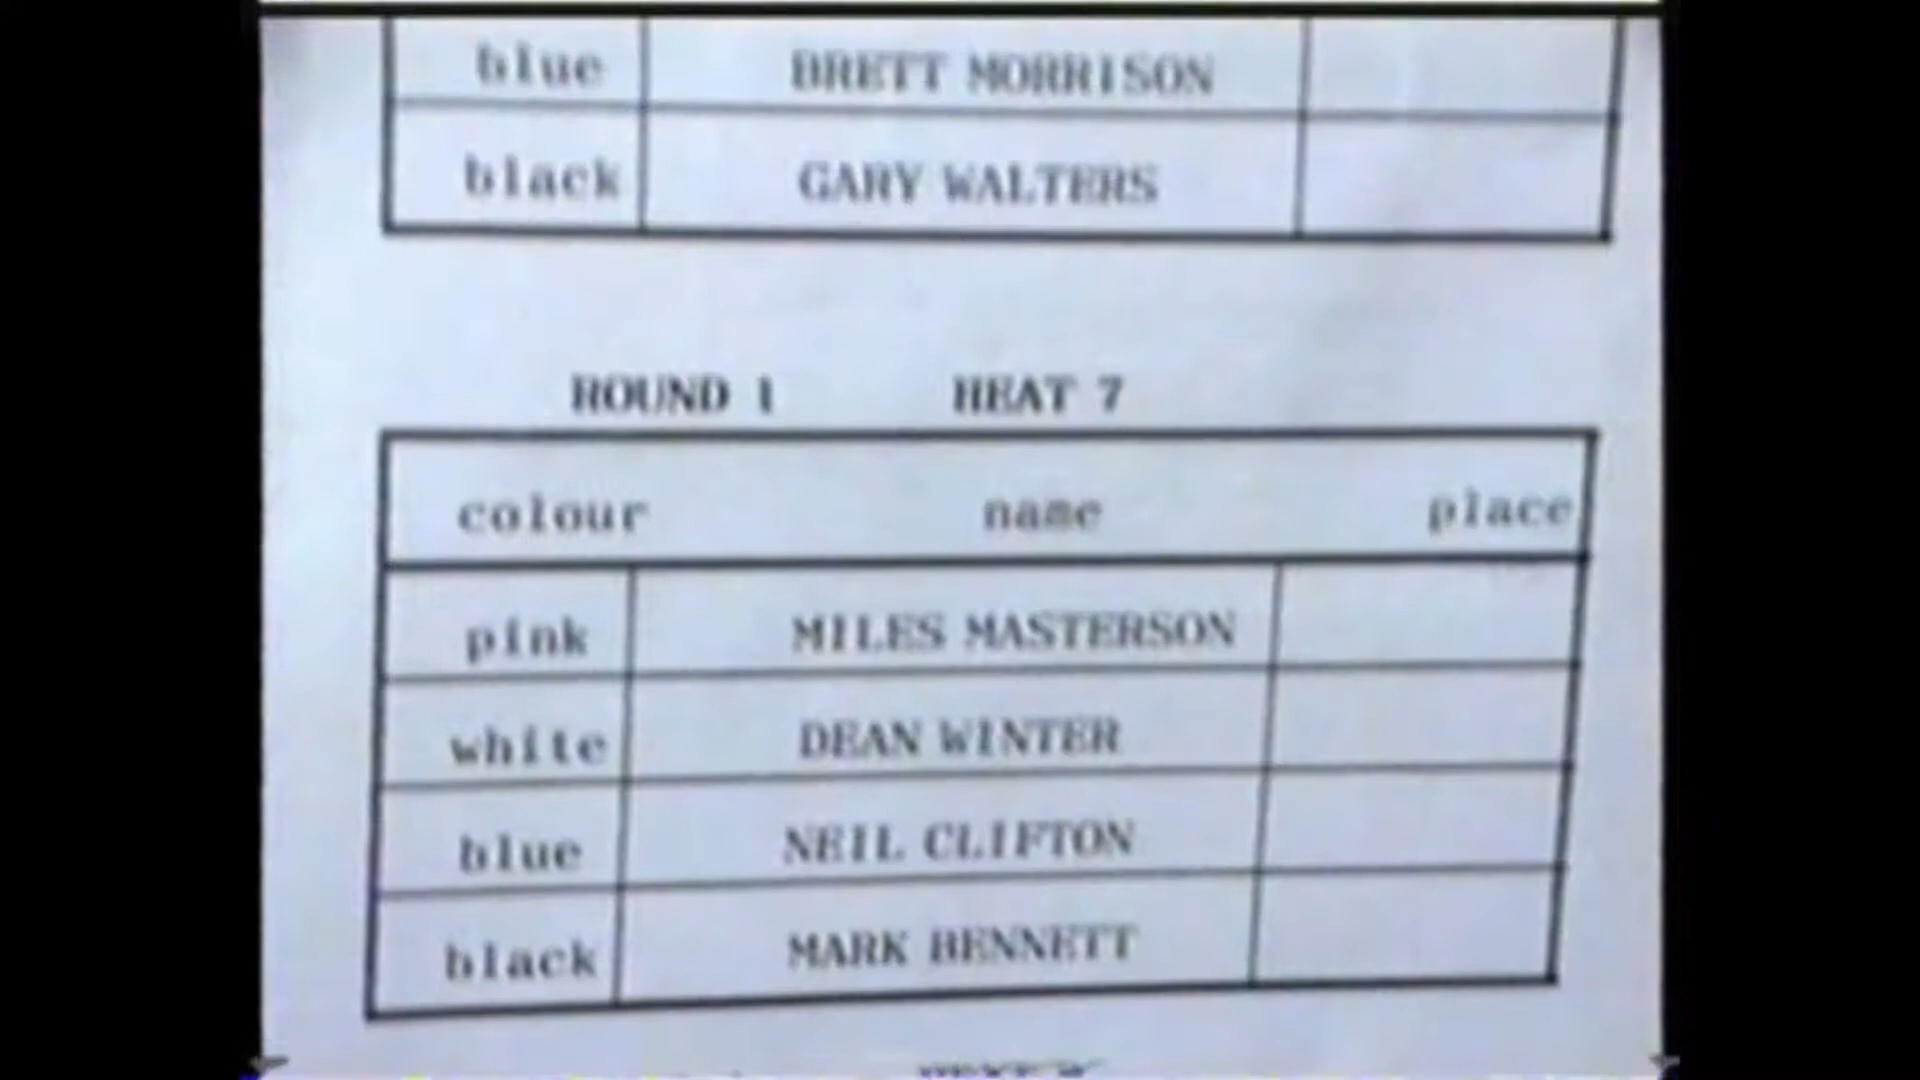 blue BRETT MORRISON
black GARY WALTERS
ROUND 1 HEAT 7
colour name place
pink MILES MASTERSON
white DEAN WINTER
blue NEIL CLIFTON
black MARK BENNETT